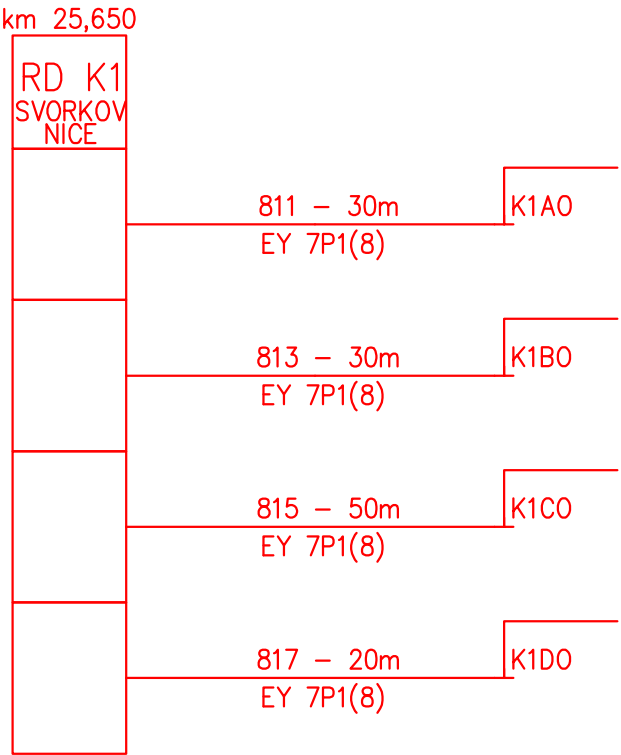 km 25,650
RD K1
SVORKOV
NICE
811 – 30m
K1AO
EY 7P1(8)
813 – 30m
K1BO
EY 7P1(8)
815 – 50m
K1CO
EY 7P1(8)
817 – 20m
K1DO
EY 7P1(8)